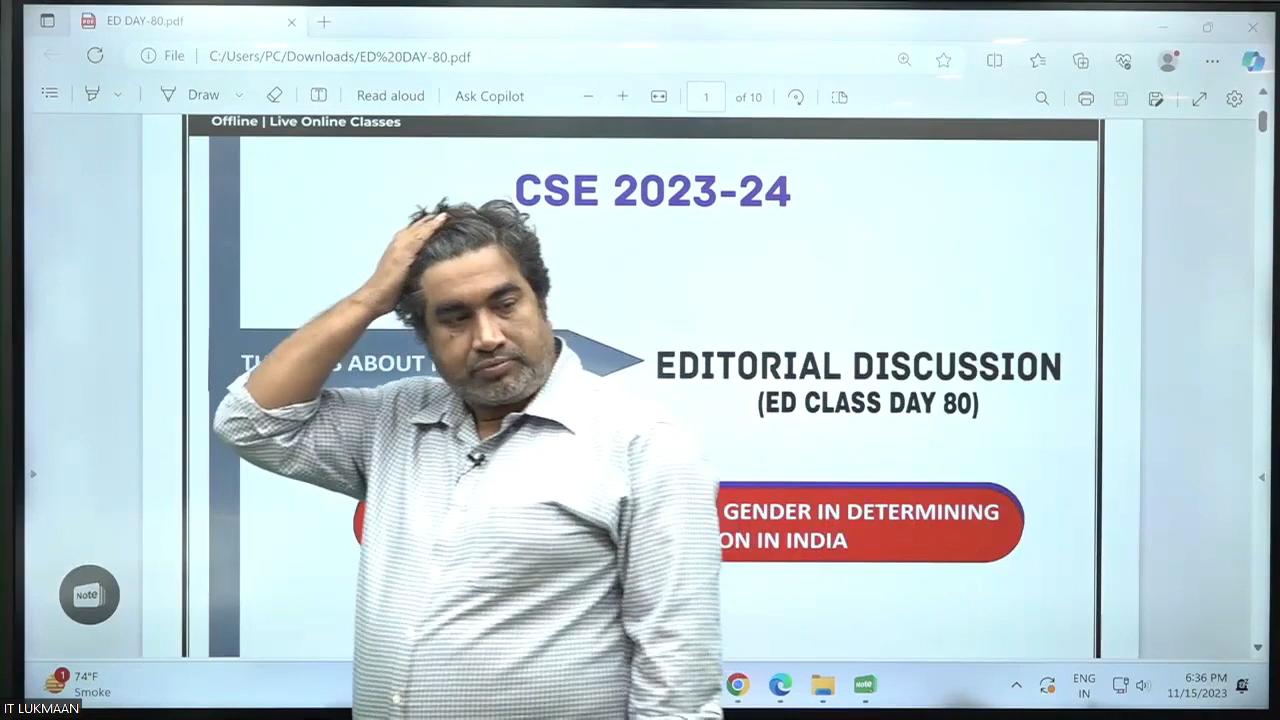 ED DAY-80.pdf
File C:/Users/PC/Downloads/ED%20DAY-80.pdf
Draw Read aloud Ask Copilot 1 of 10
Offline | Live Online Classes
CSE 2023-24
ABOUT
EDITORIAL DISCUSSION
(ED CLASS DAY 80)
GENDER IN DETERMINING
IN INDIA
Note
1
74°F
Smoke
Note
ENG
IN
6:36 PM
11/15/2023
IT LUKMAAN